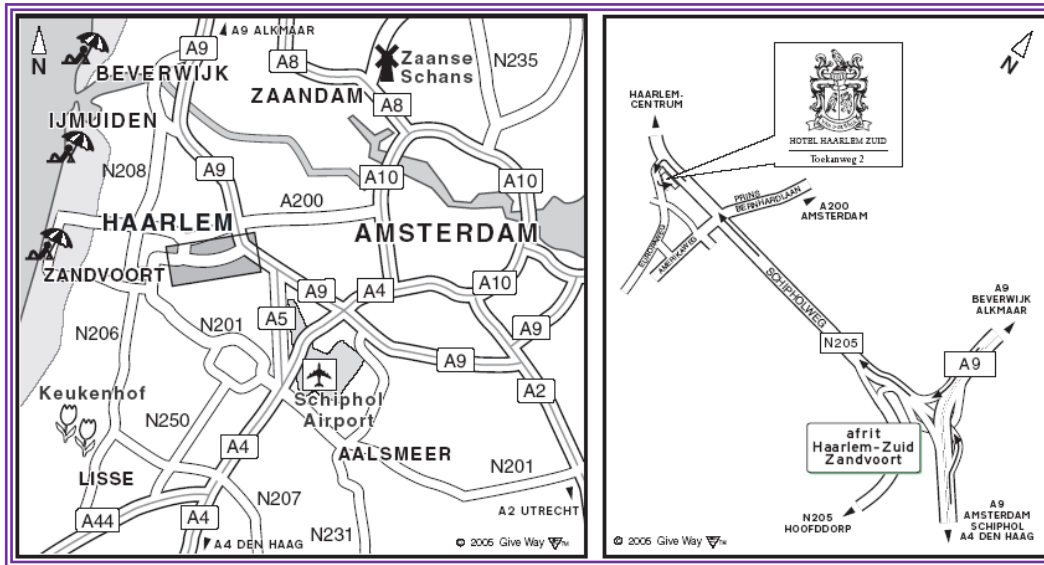 A9 ALKMAAR
A9
A8
N235
N
BEVERWIJK
Zaanse
Schans
ZAANDAM
A8
IJMUIDEN
N208
A9
A10
A10
A200
HAARLEM
AMSTERDAM
ZANDVOORT
A9
A4
A10
A5
N201
A9
N206
A9
A2
Keukenhof
Schiphol
Airport
N250
A4
AALSMEER
LISSE
N201
N207
A2 UTRECHT
A44
A4
N231
A4 DEN HAAG
© 2005 Give Way TM
N
HAARLEM-
CENTRUM
HOTEL HAARLEM ZUID
Toekanweg 2
PRINS
BERNHARDLAAN
A200
AMSTERDAM
EUROPAWEG
AMERIKAWEG
SCHIPHOLWEG
A9
BEVERWIJK
ALKMAAR
N205
A9
afrit
Haarlem-Zuid
Zandvoort
N205
HOOFDDORP
A9
AMSTERDAM
SCHIPHOL
A4 DEN HAAG
© 2005 Give Way TM